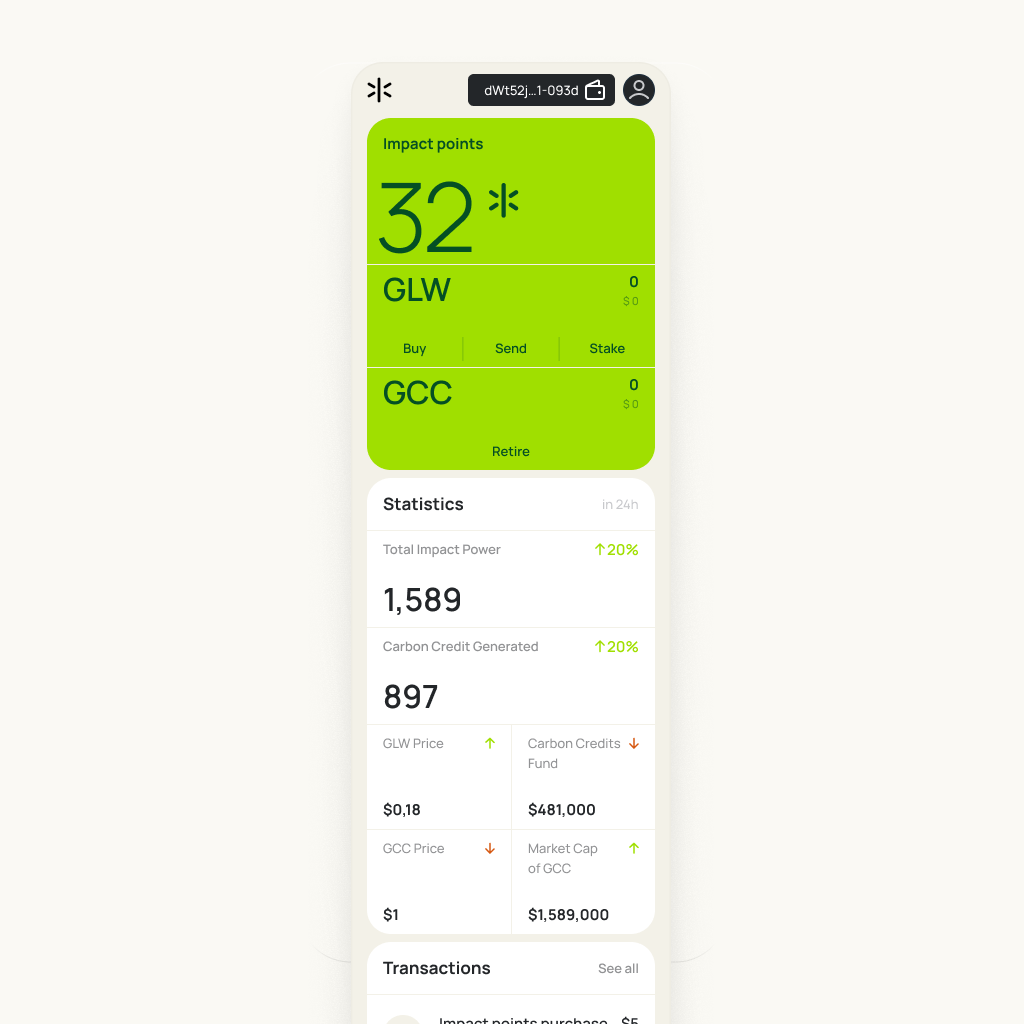 dWt52j...1-093d
Impact points
32
GLW
0
$ 0
Buy Send Stake
GCC
0
$ 0
Retire
Statistics in 24h
Total Impact Power ↑20%
1,589
Carbon Credit Generated ↑20%
897
GLW Price ↑
$0,18
Carbon Credits ↓
Fund
$481,000
GCC Price ↓
$1
Market Cap ↑
of GCC
$1,589,000
Transactions See all
Impact points purchase $5